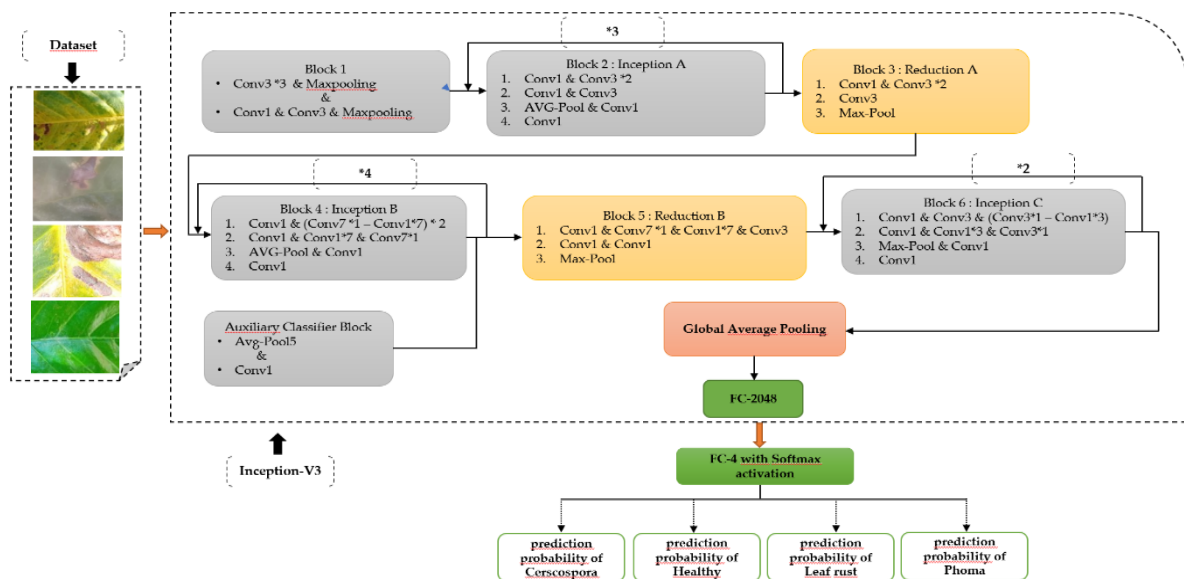 Dataset
*3
Block 1
• Conv3 *3 & Maxpooling
&
• Conv1 & Conv3 & Maxpooling
Block 2 : Inception A
1. Conv1 & Conv3 *2
2. Conv1 & Conv3
3. AVG-Pool & Conv1
4. Conv1
Block 3 : Reduction A
1. Conv1 & Conv3 *2
2. Conv3
3. Max-Pool
*4
Block 4 : Inception B
1. Conv1 & (Conv7 *1 – Conv1*7) * 2
2. Conv1 & Conv1*7 & Conv7*1
3. AVG-Pool & Conv1
4. Conv1
Block 5 : Reduction B
1. Conv1 & Conv7 *1 & Conv1*7 & Conv3
2. Conv1 & Conv1
3. Max-Pool
*2
Block 6 : Inception C
1. Conv1 & Conv3 & (Conv3*1 – Conv1*3)
2. Conv1 & Conv1*3 & Conv3*1
3. Max-Pool & Conv1
4. Conv1
Auxiliary Classifier Block
• Avg-Pool5
&
• Conv1
Global Average Pooling
FC-2048
Inception-V3
FC-4 with Softmax
activation
prediction
probability of
Cerscospora
prediction
probability of
Healthy
prediction
probability of
Leaf rust
prediction
probability of
Phoma